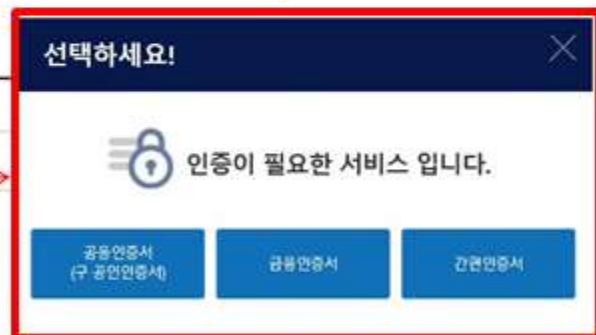 선택하세요!
인증이 필요한 서비스 입니다.
공동인증서
(구 공인인증서)
금융인증서
간편인증서